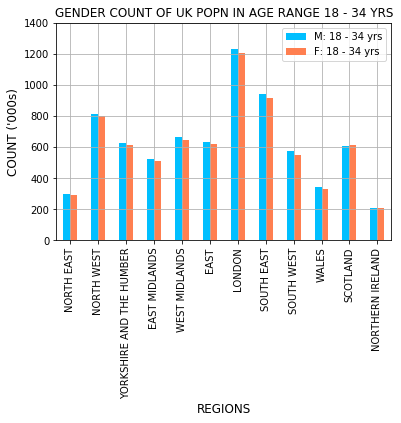 GENDER COUNT OF UK POPN IN AGE RANGE 18 - 34 YRS
M: 18 - 34 yrs
F: 18 - 34 yrs
COUNT ('000s)
1400
1200
1000
800
600
400
200
0
NORTH EAST
NORTH WEST
YORKSHIRE AND THE HUMBER
EAST MIDLANDS
WEST MIDLANDS
EAST
LONDON
SOUTH EAST
SOUTH WEST
WALES
SCOTLAND
NORTHERN IRELAND
REGIONS